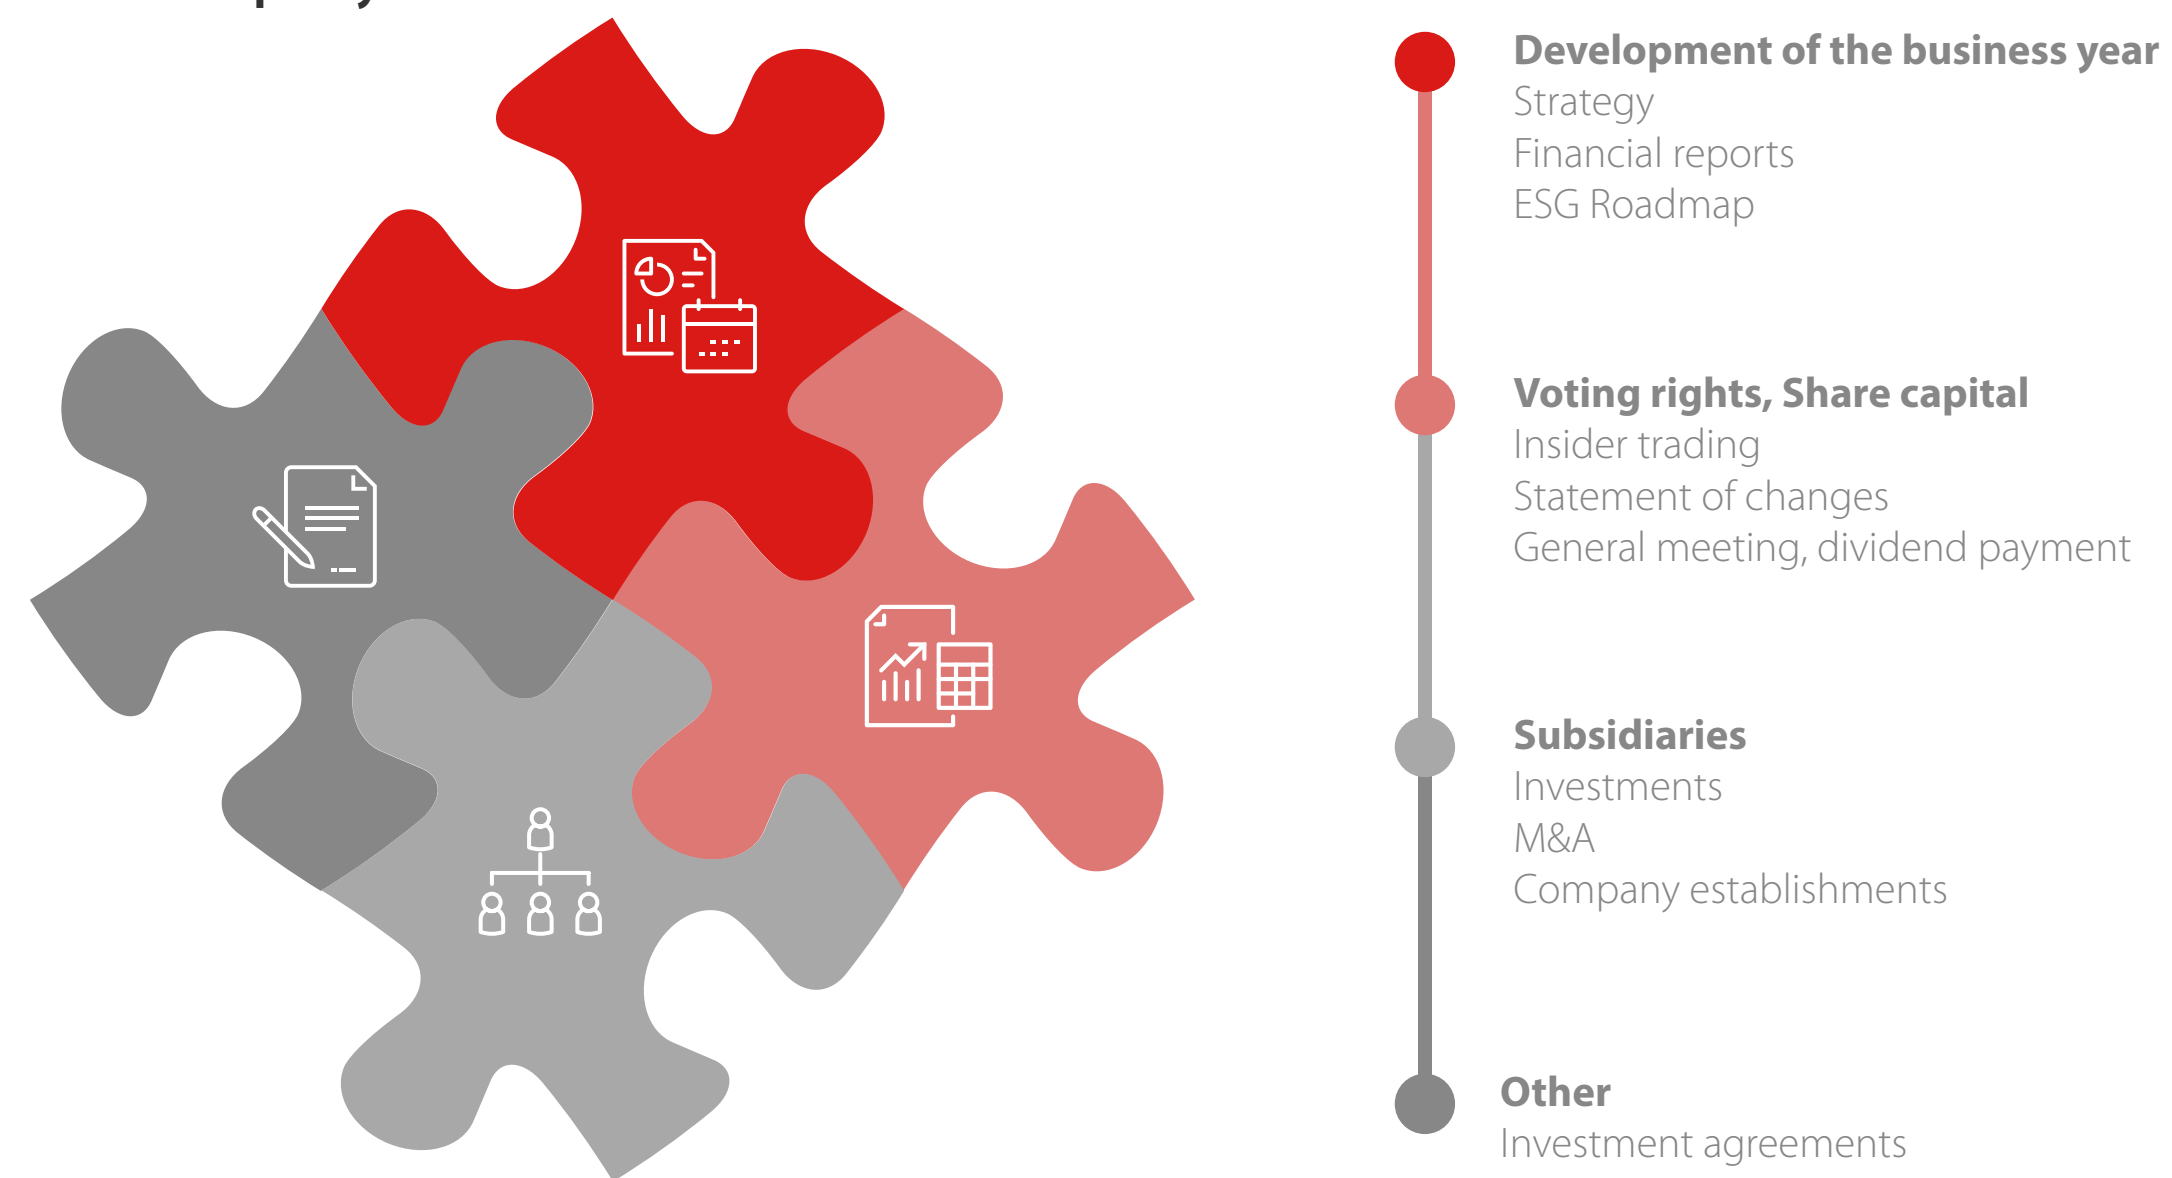 Development of the business year
Strategy
Financial reports
ESG Roadmap
Voting rights, Share capital
Insider trading
Statement of changes
General meeting, dividend payment
Subsidiaries
Investments
M&A
Company establishments
Other
Investment agreements